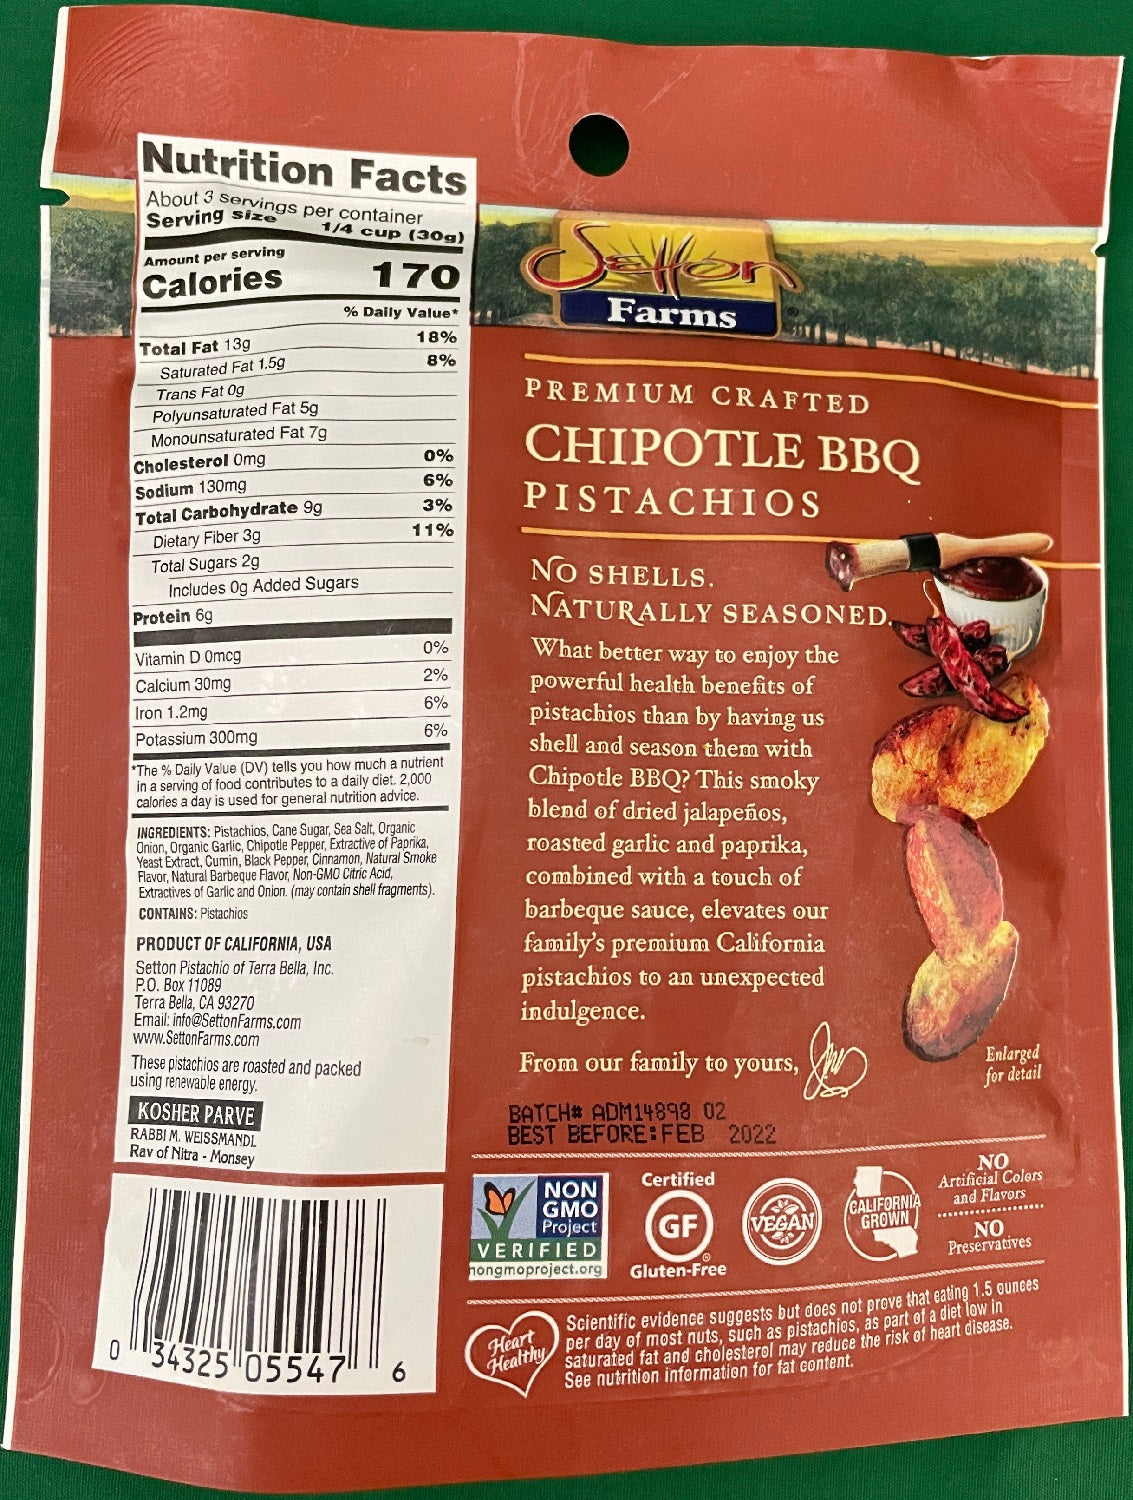 Nutrition Facts
About 3 servings per container
Serving size 1/4 cup (30g)
Amount per serving
Calories 170
% Daily Value*
Total Fat 13g 18%
Saturated Fat 1.5g 8%
Trans Fat 0g
Polyunsaturated Fat 5g
Monounsaturated Fat 7g
Cholesterol 0mg 0%
Sodium 130mg 6%
Total Carbohydrate 9g 3%
Dietary Fiber 3g 11%
Total Sugars 2g
Includes 0g Added Sugars
Protein 6g
Vitamin D 0mcg 0%
Calcium 30mg 2%
Iron 1.2mg 6%
Potassium 300mg 6%
*The % Daily Value (DV) tells you how much a nutrient
in a serving of food contributes to a daily diet. 2,000
calories a day is used for general nutrition advice.
INGREDIENTS: Pistachios, Cane Sugar, Sea Salt, Organic
Onion, Organic Garlic, Chipotle Pepper, Extractive of Paprika,
Yeast Extract, Cumin, Black Pepper, Cinnamon, Natural Smoke
Flavor, Natural Barbeque Flavor, Non-GMO Citric Acid,
Extractives of Garlic and Onion. (may contain shell fragments).
CONTAINS: Pistachios
PRODUCT OF CALIFORNIA, USA
Setton Pistachio of Terra Bella, Inc.
P.O. Box 11089
Terra Bella, CA 93270
Email: info@SettonFarms.com
www.SettonFarms.com
These pistachios are roasted and packed
using renewable energy.
KOSHER PARVE
RABBI M. WEISSMANDL
Rav of Nitra - Monsey
0 34325 05547 6
Setton
Farms®
PREMIUM CRAFTED
CHIPOTLE BBQ
PISTACHIOS
NO SHELLS.
NATURALLY SEASONED.
What better way to enjoy the
powerful health benefits of
pistachios than by having us
shell and season them with
Chipotle BBQ? This smoky
blend of dried jalapeños,
roasted garlic and paprika,
combined with a touch of
barbeque sauce, elevates our
family's premium California
pistachios to an unexpected
indulgence.
From our family to yours,
Enlarged
for detail
BATCH# ADM14898 02
BEST BEFORE:FEB 2022
NON
GMO
Project
VERIFIED
nongmoproject.org
Certified
GF®
Gluten-Free
VEGAN
CALIFORNIA
GROWN
NO
Artificial Colors
and Flavors
NO
Preservatives
Heart
Healthy
Scientific evidence suggests but does not prove that eating 1.5 ounces
per day of most nuts, such as pistachios, as part of a diet low in
saturated fat and cholesterol may reduce the risk of heart disease.
See nutrition information for fat content.